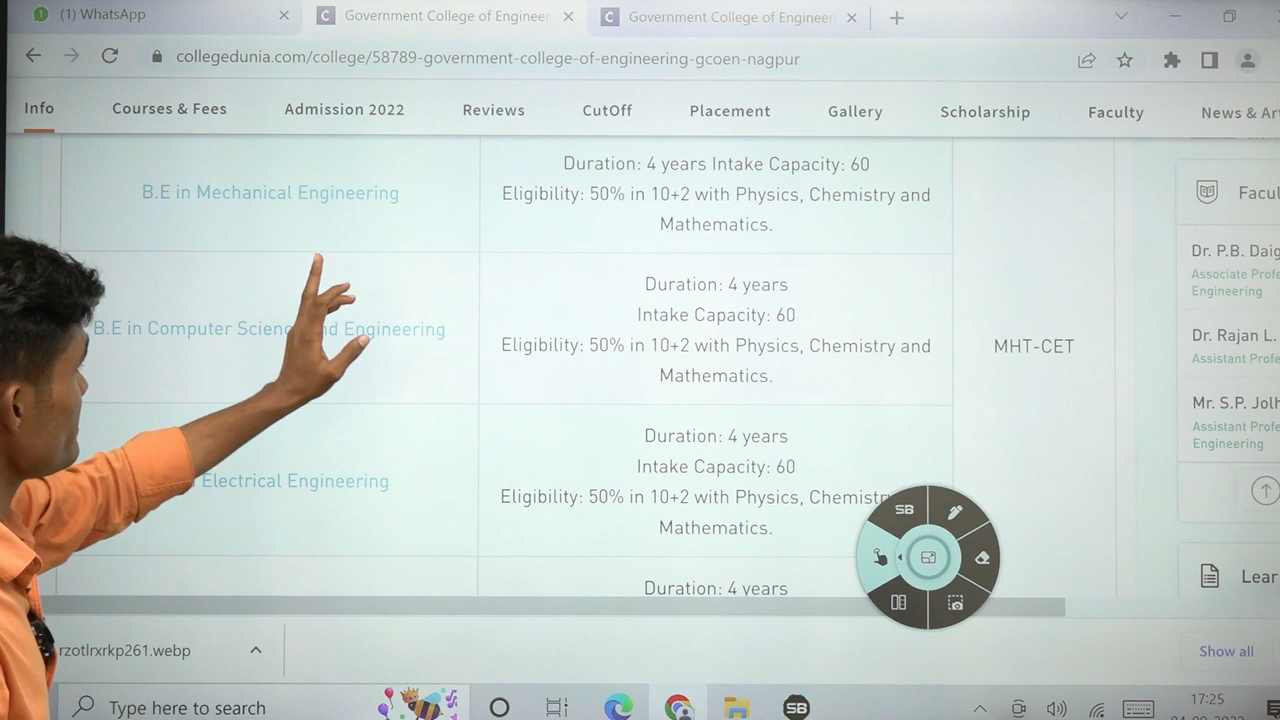 (1) WhatsApp
Government College of Engineer
Government College of Engineer
collegedunia.com/college/58789-government-college-of-engineering-gcoen-nagpur
Info Courses & Fees Admission 2022 Reviews CutOff Placement Gallery Scholarship Faculty News & Ar
B.E in Mechanical Engineering
Duration: 4 years Intake Capacity: 60
Eligibility: 50% in 10+2 with Physics, Chemistry and
Mathematics.
B.E in Computer Scien nd Engineering
Duration: 4 years
Intake Capacity: 60
Eligibility: 50% in 10+2 with Physics, Chemistry and
Mathematics.
MHT-CET
Electrical Engineering
Duration: 4 years
Intake Capacity: 60
Eligibility: 50% in 10+2 with Physics, Chemistr
Mathematics.
Duration: 4 years
Facul
Dr. P.B. Daig
Associate Profe
Engineering
Dr. Rajan L.
Assistant Profe
Mr. S.P. Jolh
Assistant Profe
Engineering
Lear
SB
rzotlrxrkp261.webp
Show all
Type here to search
SB
17:25